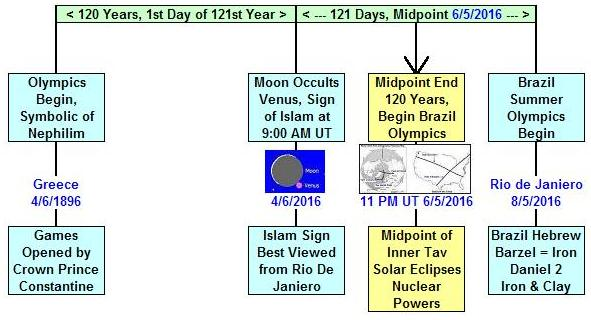 < 120 Years, 1st Day of 121st Year >
< --- 121 Days, Midpoint 6/5/2016 --- >
Olympics
Begin,
Symbolic of
Nephilim
Moon Occults
Venus, Sign
of Islam at
9:00 AM UT
Midpoint End
120 Years,
Begin Brazil
Olympics
Brazil
Summer
Olympics
Begin
Moon
Venus
Greece
4/6/1896
4/6/2016
11 PM UT 6/5/2016
Rio de Janiero
8/5/2016
Games
Opened by
Crown Prince
Constantine
Islam Sign
Best Viewed
from Rio De
Janiero
Midpoint of
Inner Tav
Solar Eclipses
Nuclear
Powers
Brazil Hebrew
Barzel = Iron
Daniel 2
Iron & Clay